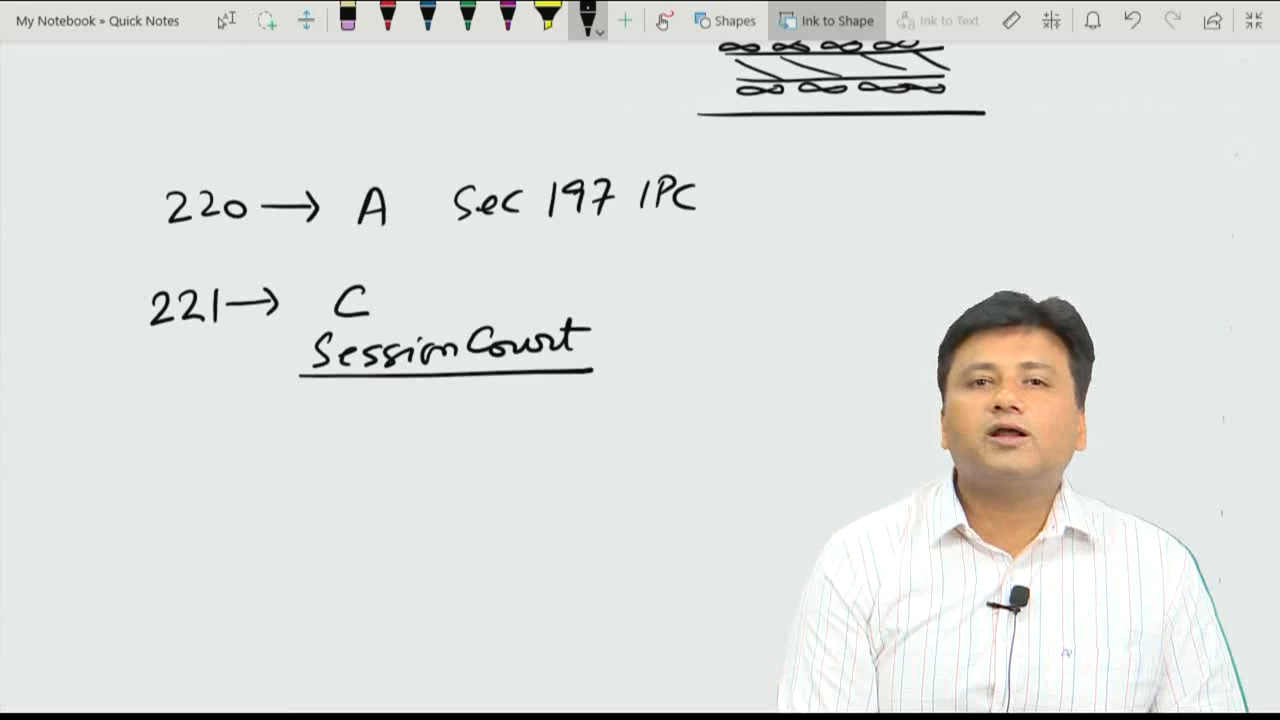 My Notebook » Quick Notes Shapes Ink to Shape Ink to Text
220 → A Sec 197 IPC
221 → C
Session Court